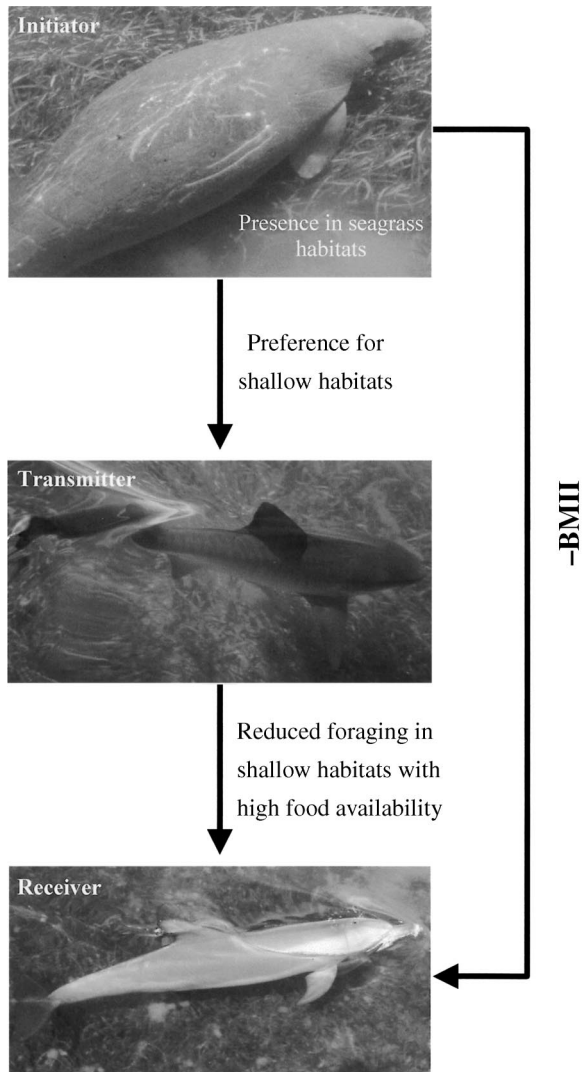 Initiator
Presence in seagrass
habitats
Preference for
shallow habitats
Transmitter
Reduced foraging in
shallow habitats with
high food availability
Receiver
–BMII